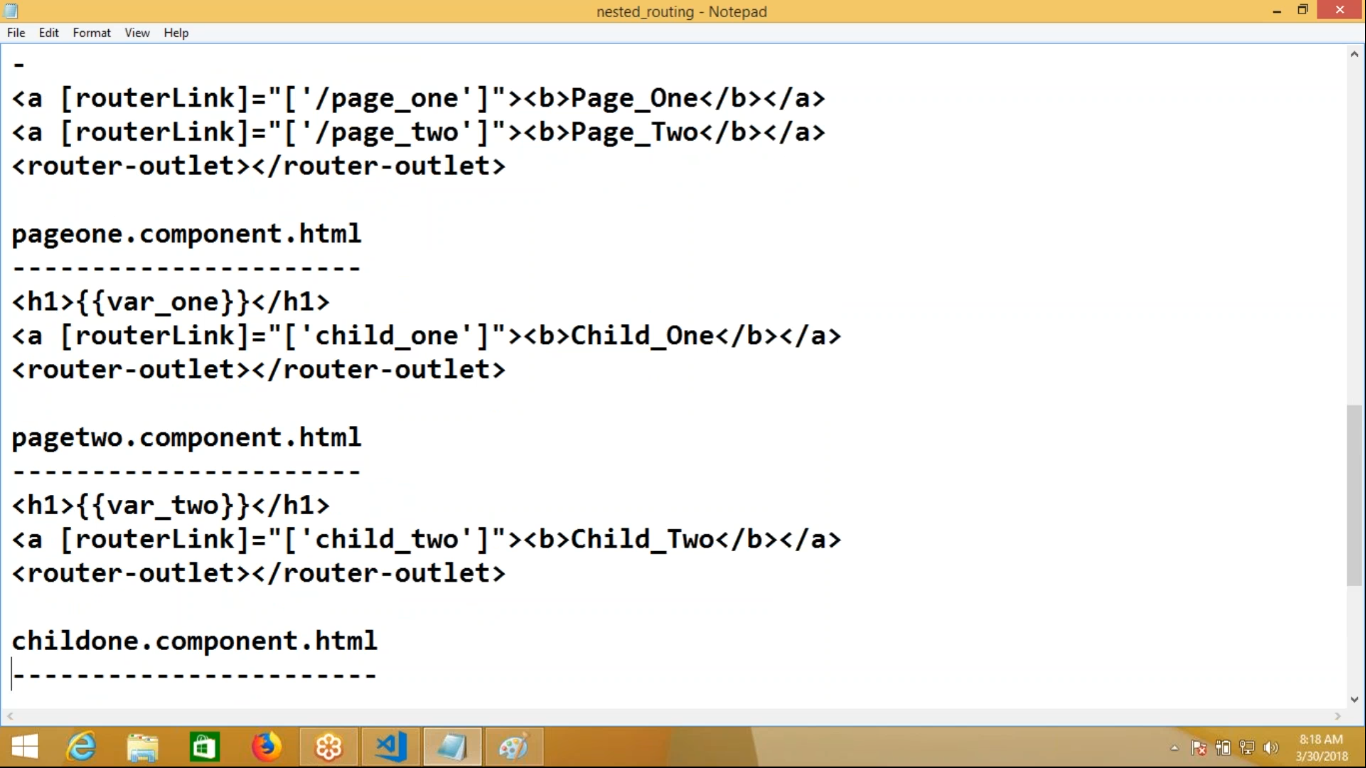 nested_routing - Notepad
File Edit Format View Help
-
<a [routerLink]="['/page_one']"><b>Page_One</b></a>
<a [routerLink]="['/page_two']"><b>Page_Two</b></a>
<router-outlet></router-outlet>
pageone.component.html
----------------------
<h1>{{var_one}}</h1>
<a [routerLink]="['child_one']"><b>Child_One</b></a>
<router-outlet></router-outlet>
pagetwo.component.html
----------------------
<h1>{{var_two}}</h1>
<a [routerLink]="['child_two']"><b>Child_Two</b></a>
<router-outlet></router-outlet>
childone.component.html
-----------------------
8:18 AM
3/30/2018